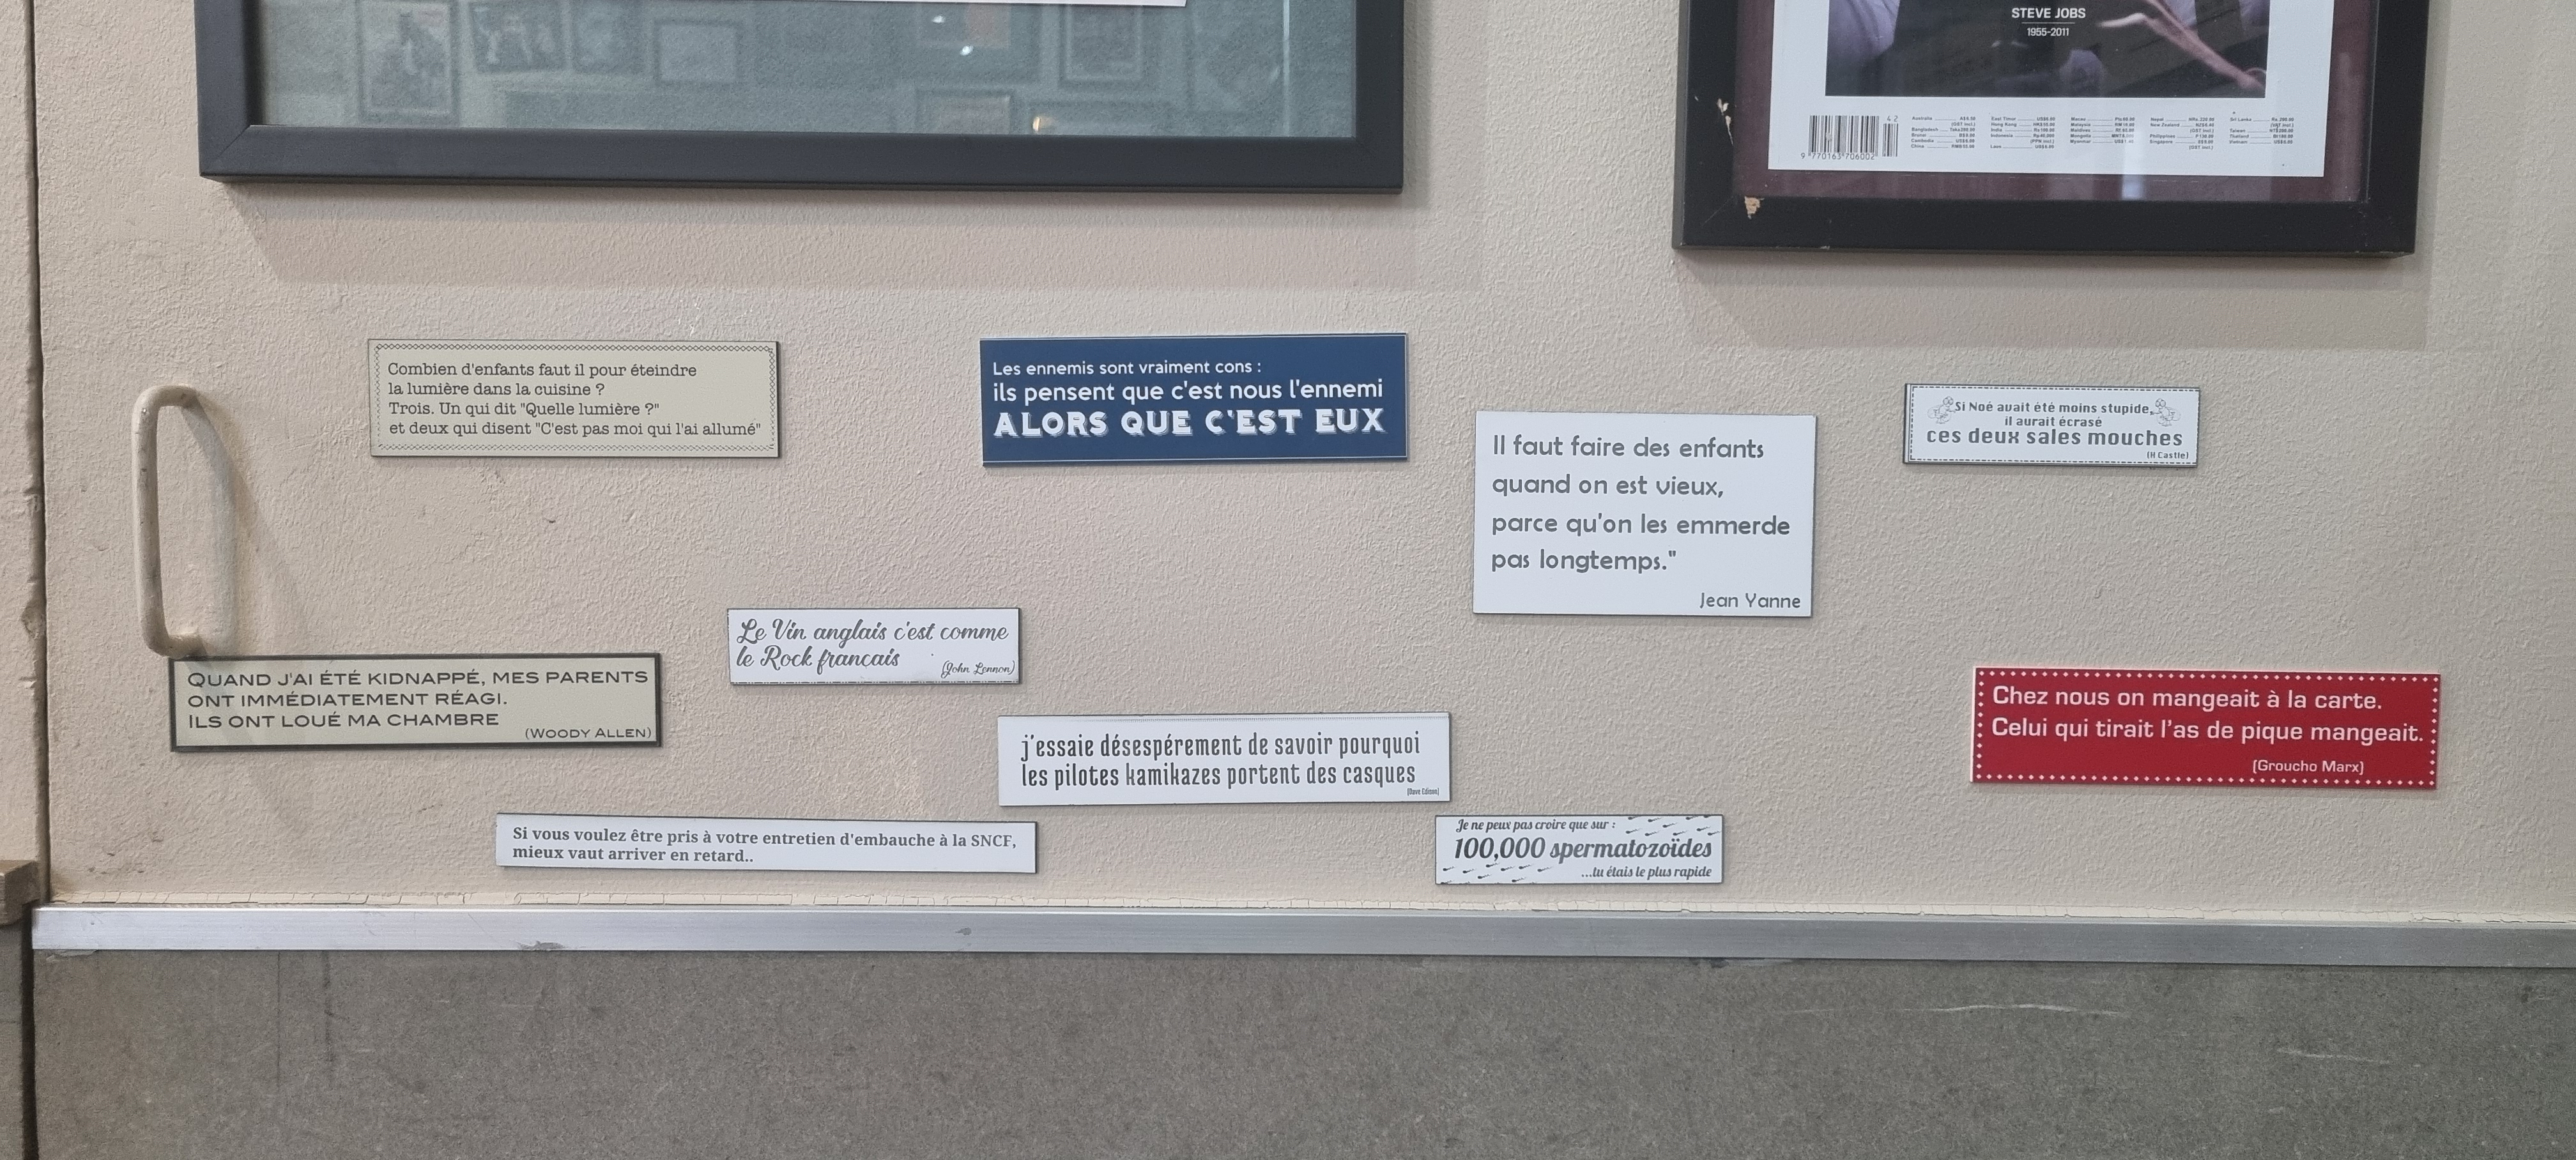 STEVE JOBS
1955-2011
42
9 770163 706002
Combien d'enfants faut il pour éteindre
la lumière dans la cuisine ?
Trois. Un qui dit "Quelle lumière ?"
et deux qui disent "C'est pas moi qui l'ai allumé"
Les ennemis sont vraiment cons :
ils pensent que c'est nous l'ennemi
ALORS QUE C'EST EUX
Il faut faire des enfants
quand on est vieux,
parce qu'on les emmerde
pas longtemps."
Jean Yanne
Si Noé avait été moins stupide,
il aurait écrasé
ces deux sales mouches
(H Castle)
Le Vin anglais c'est comme
le Rock francais
(John Lennon)
QUAND J'AI ÉTÉ KIDNAPPÉ, MES PARENTS
ONT IMMÉDIATEMENT RÉAGI.
ILS ONT LOUÉ MA CHAMBRE
(WOODY ALLEN)
Chez nous on mangeait à la carte.
Celui qui tirait l'as de pique mangeait.
(Groucho Marx)
j'essaie désespérement de savoir pourquoi
les pilotes kamikazes portent des casques
(Dave Edison)
Si vous voulez être pris à votre entretien d'embauche à la SNCF,
mieux vaut arriver en retard..
Je ne peux pas croire que sur :
100,000 spermatozoïdes
...tu étais le plus rapide